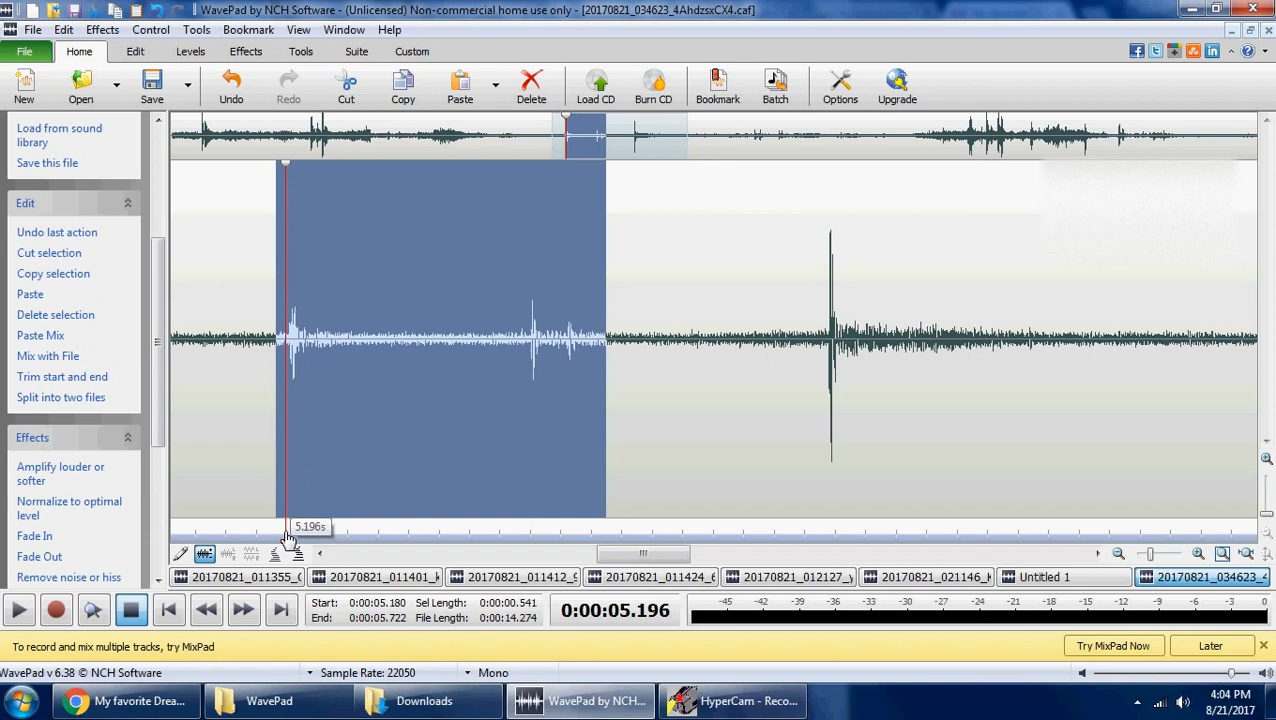 WavePad by NCH Software - (Unlicensed) Non-commercial home use only - [20170821_034623_4AhdzsxCX4.caf]
File Edit Effects Control Tools Bookmark View Window Help
File Home Edit Levels Effects Tools Suite Custom
New Open Save Undo Redo Cut Copy Paste Delete Load CD Burn CD Bookmark Batch Options Upgrade
Load from sound
library
Save this file
Edit
Undo last action
Cut selection
Copy selection
Paste
Delete selection
Paste Mix
Mix with File
Trim start and end
Split into two files
Effects
Amplify louder or
softer
Normalize to optimal
level
Fade In
Fade Out
Remove noise or hiss
5.196s
20170821_011355_ 20170821_011401_ 20170821_011412_ 20170821_011424_ 20170821_012127_ 20170821_021146_ Untitled 1 20170821_034623_4
Start: 0:00:05.180 Sel Length: 0:00:00.541
End: 0:00:05.722 File Length: 0:00:14.274
0:00:05.196
-45 -42 -39 -36 -33 -30 -27 -24 -21 -18 -15 -12 -9 -6 -3 0
To record and mix multiple tracks, try MixPad Try MixPad Now Later
WavePad v 6.38 © NCH Software Sample Rate: 22050 Mono
My favorite Drea... WavePad Downloads WavePad by NCH... HyperCam - Reco...
4:04 PM
8/21/2017